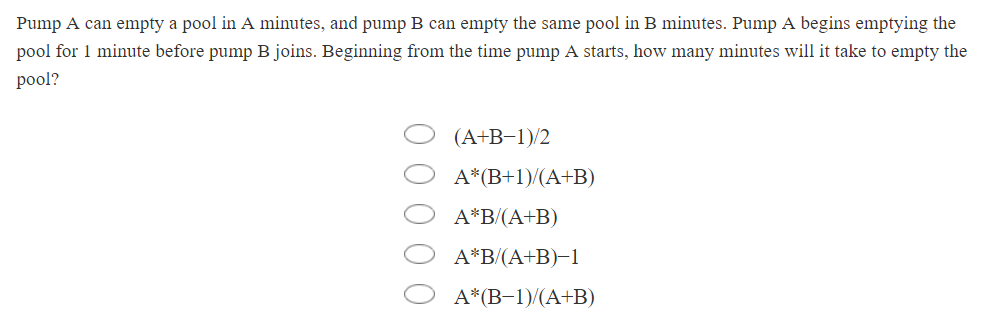 Pump A can empty a pool in A minutes, and pump B can empty the same pool in B minutes. Pump A begins emptying the
pool for 1 minute before pump B joins. Beginning from the time pump A starts, how many minutes will it take to empty the
pool?
(A+B−1)/2
A*(B+1)/(A+B)
A*B/(A+B)
A*B/(A+B)−1
A*(B−1)/(A+B)